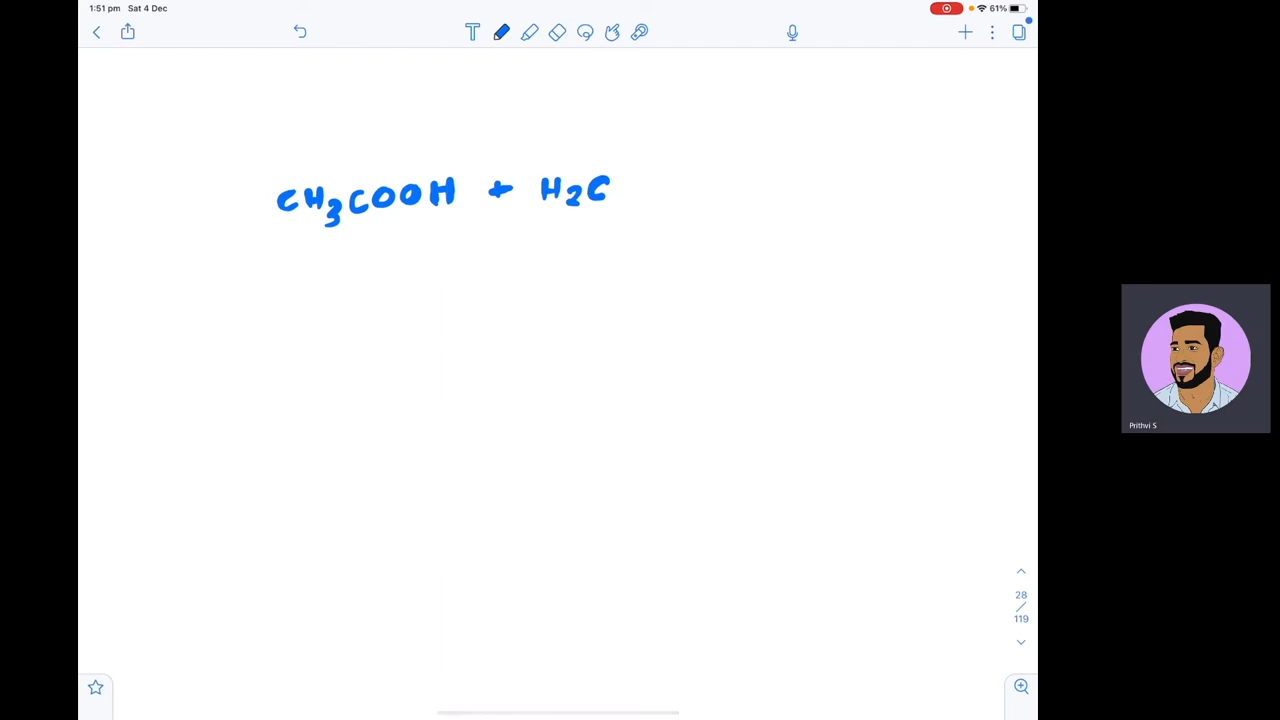 1:51 pm Sat 4 Dec
61%
T
CH3COOH + H2C
Prithvi S
28
/
119